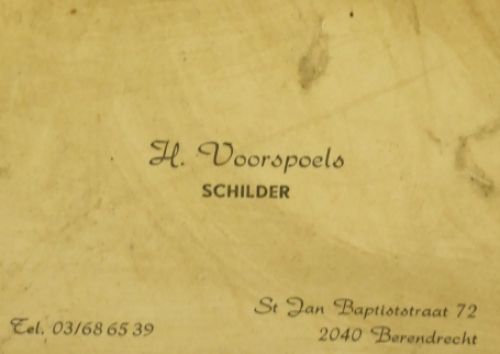 H. Voorspoels
SCHILDER
Tel. 03/68 65 39
St Jan Baptiststraat 72
2040 Berendrecht